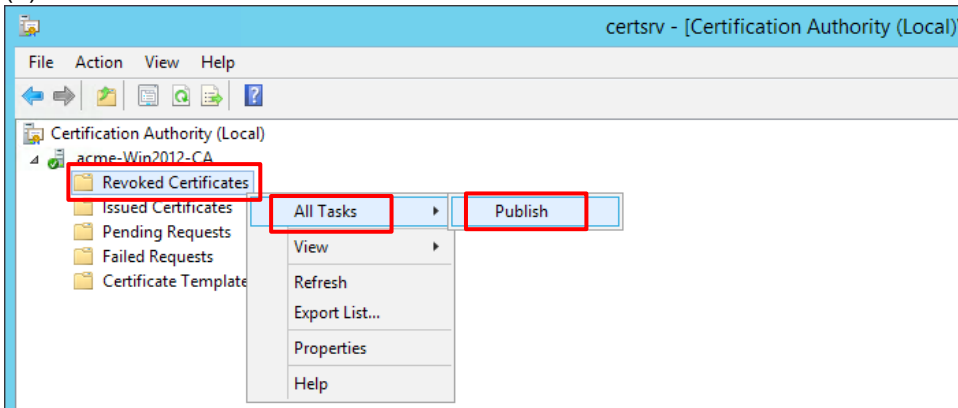 certsrv - [Certification Authority (Local)\
File Action View Help
Certification Authority (Local)
acme-Win2012-CA
Revoked Certificates
Issued Certificates
Pending Requests
Failed Requests
Certificate Template
All Tasks
Publish
View
Refresh
Export List...
Properties
Help